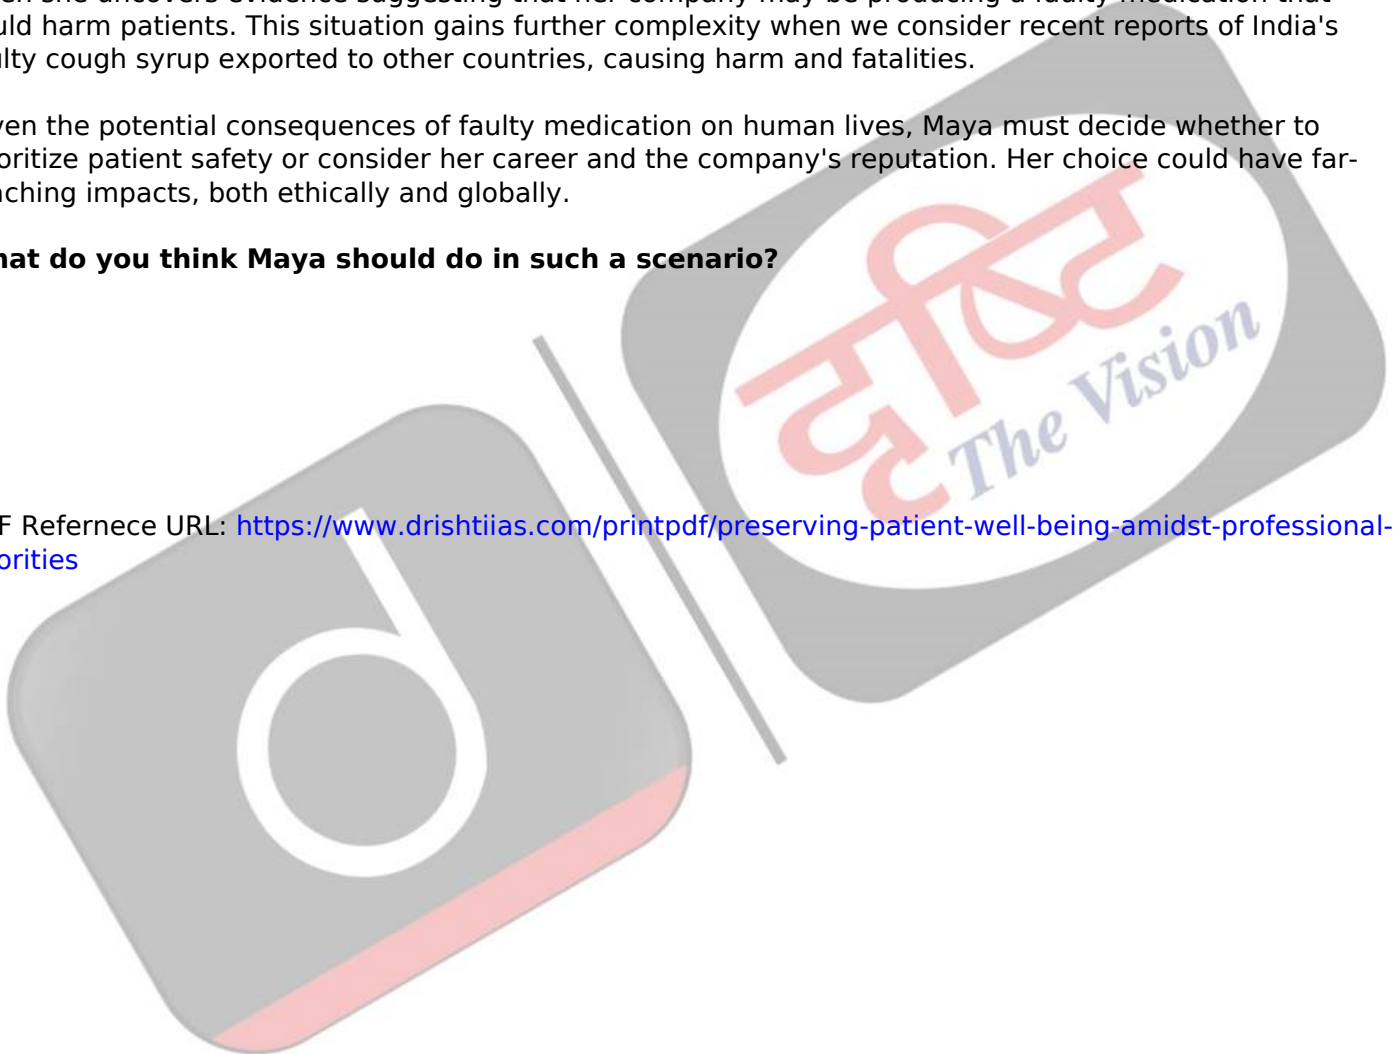 uld harm patients. This situation gains further complexity when we consider recent reports of India's
ulty cough syrup exported to other countries, causing harm and fatalities.
ven the potential consequences of faulty medication on human lives, Maya must decide whether to
oritize patient safety or consider her career and the company's reputation. Her choice could have far-
aching impacts, both ethically and globally.
hat do you think Maya should do in such a scenario?
दृष्टि
The Vision
F Refernece URL: https://www.drishtiias.com/printpdf/preserving-patient-well-being-amidst-professional-
orities
d